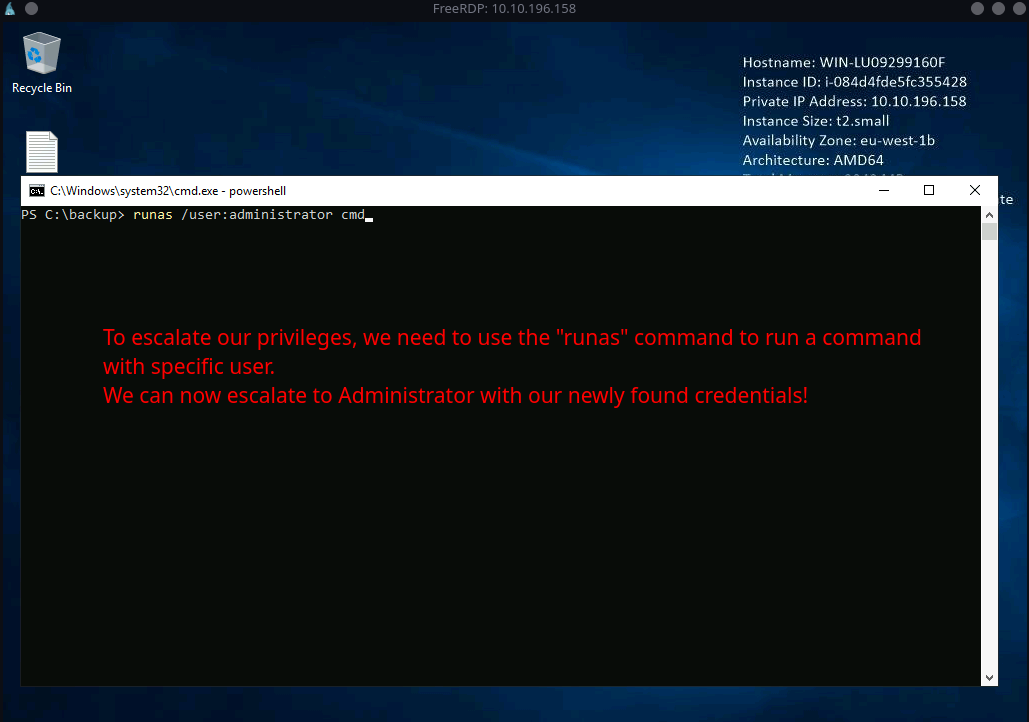 FreeRDP: 10.10.196.158
Recycle Bin
Hostname: WIN-LU09299160F
Instance ID: i-084d4fde5fc355428
Private IP Address: 10.10.196.158
Instance Size: t2.small
Availability Zone: eu-west-1b
Architecture: AMD64
C:\Windows\system32\cmd.exe - powershell
PS C:\backup> runas /user:administrator cmd
To escalate our privileges, we need to use the "runas" command to run a command
with specific user.
We can now escalate to Administrator with our newly found credentials!